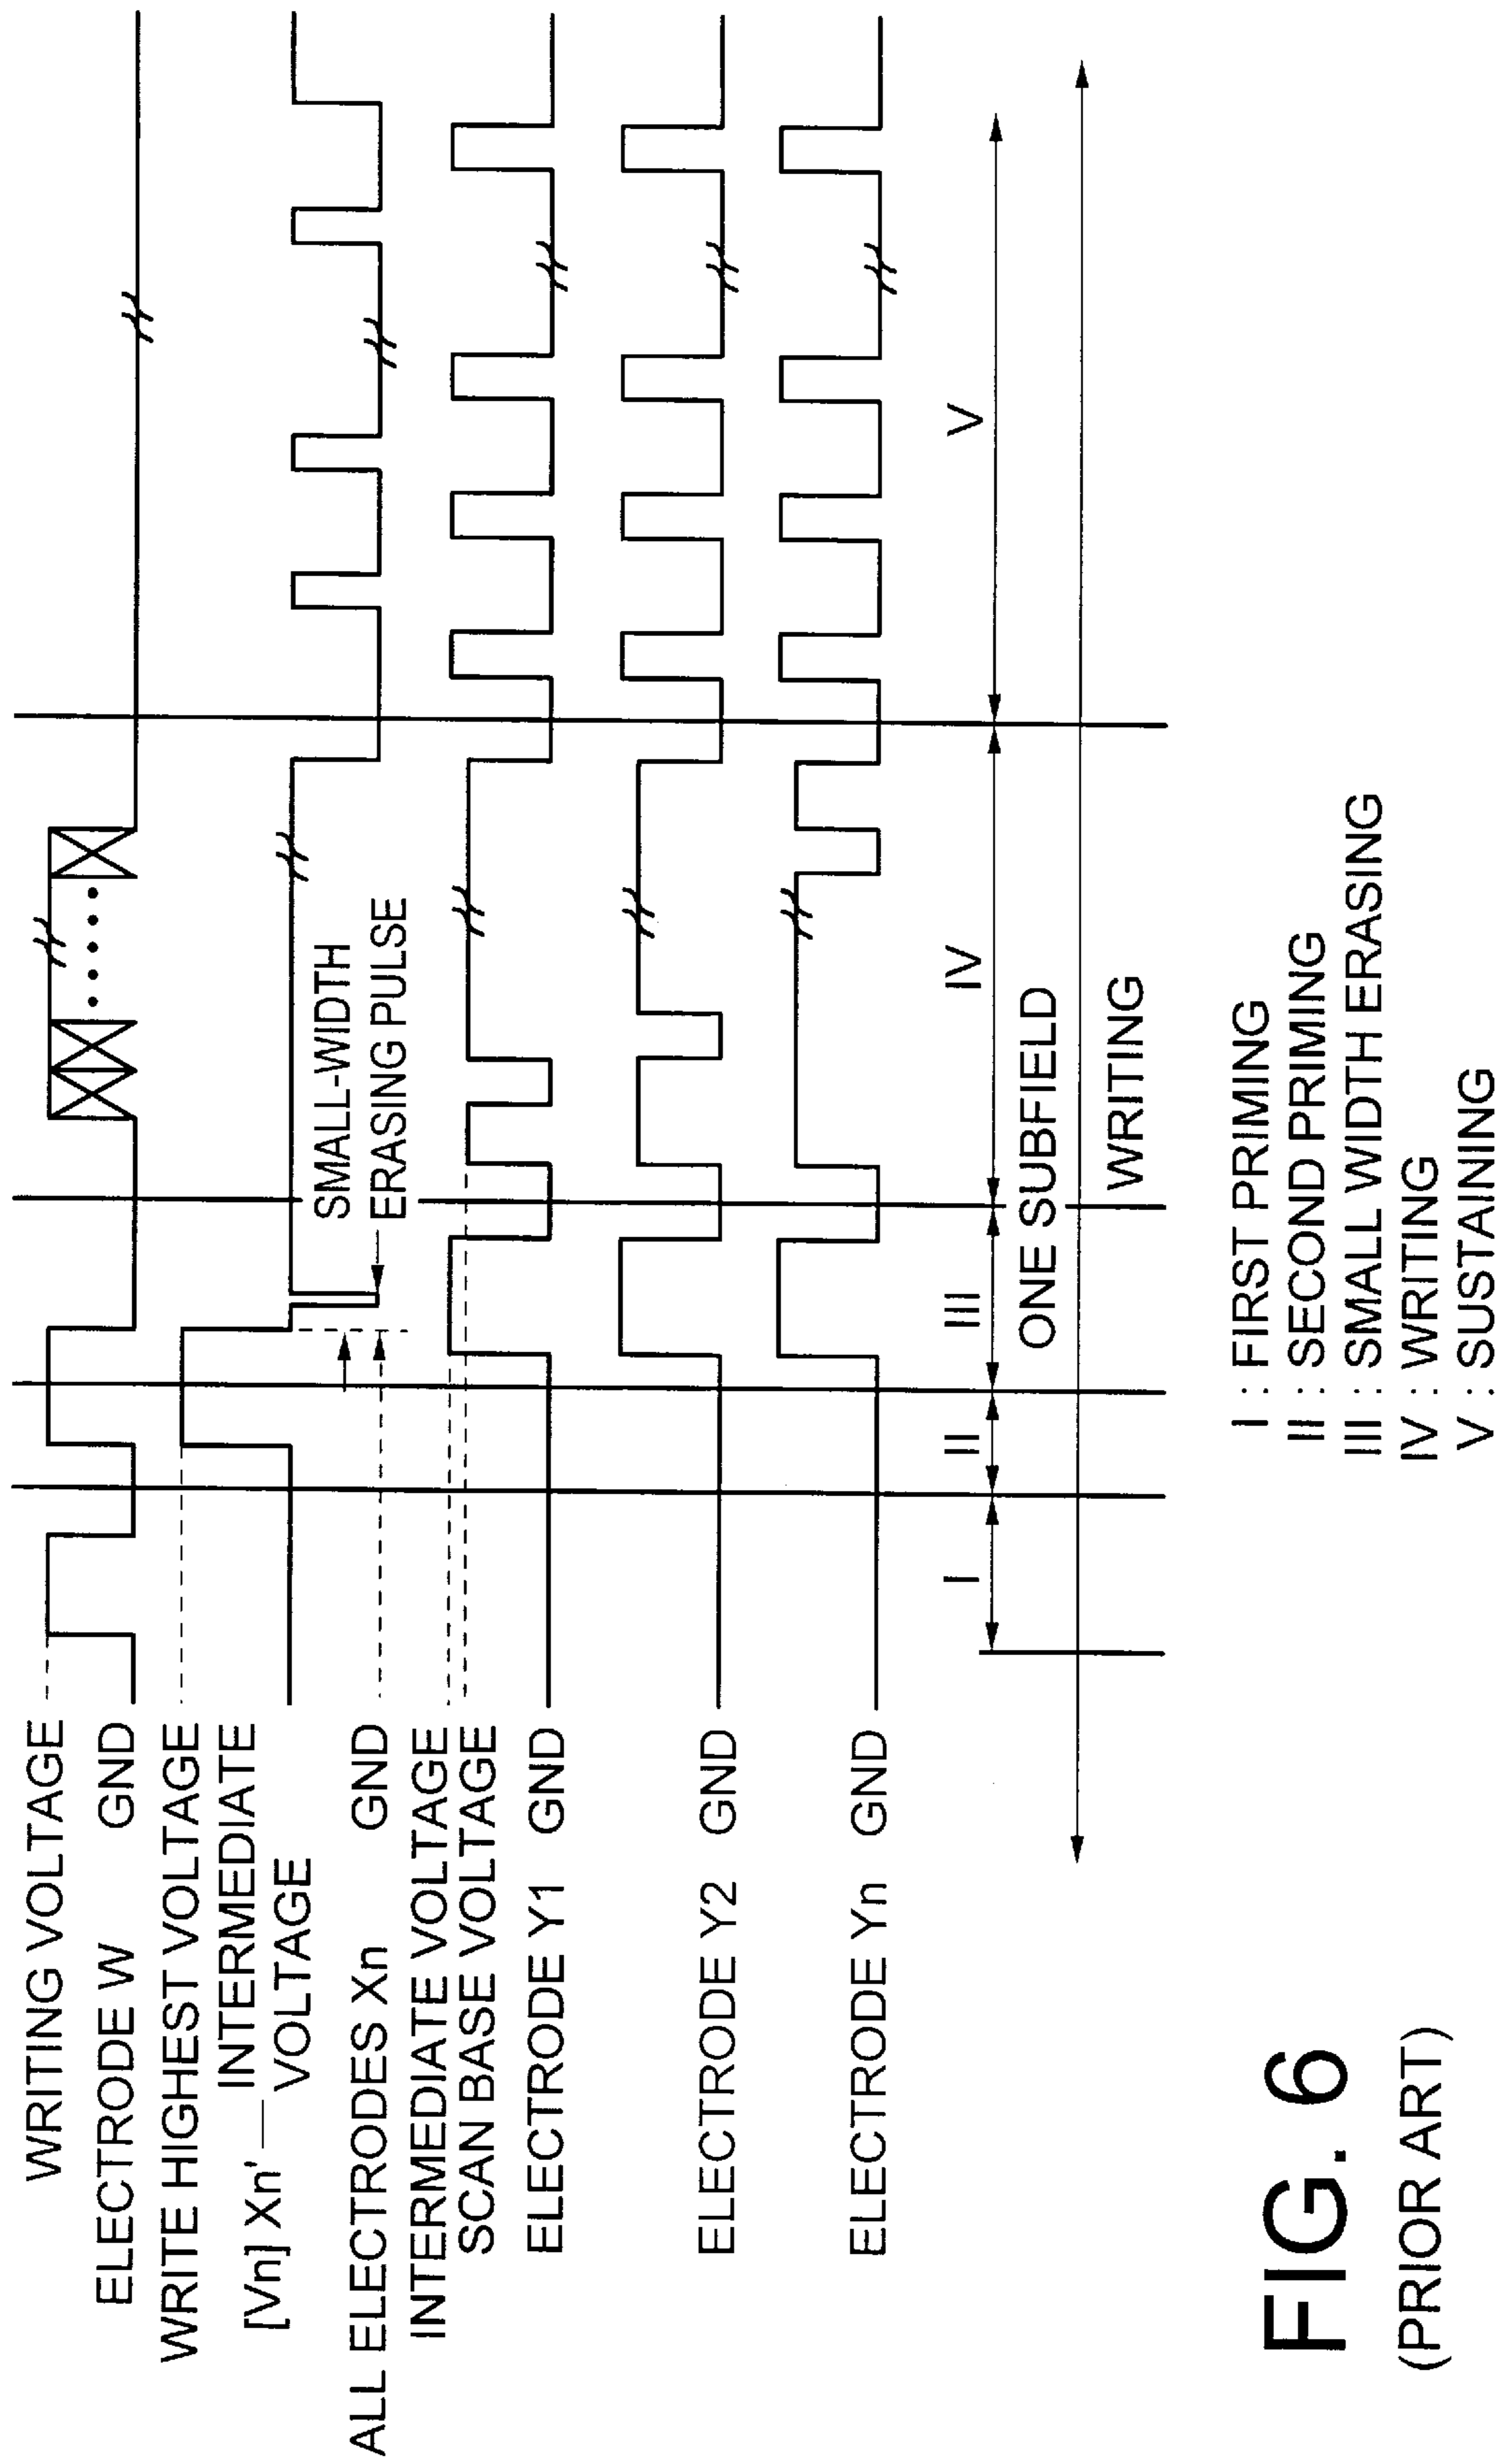 WRITING VOLTAGE
ELECTRODE W GND
WRITE HIGHEST VOLTAGE
INTERMEDIATE
[Vn] Xn' VOLTAGE
ALL ELECTRODES Xn GND
INTERMEDIATE VOLTAGE
SCAN BASE VOLTAGE
ELECTRODE Y1 GND
ELECTRODE Y2 GND
ELECTRODE Yn GND
SMALL-WIDTH
ERASING PULSE
I II III IV V
ONE SUBFIELD
WRITING
I : FIRST PRIMING
II : SECOND PRIMING
III : SMALL WIDTH ERASING
IV : WRITING
V : SUSTAINING
FIG. 6
(PRIOR ART)